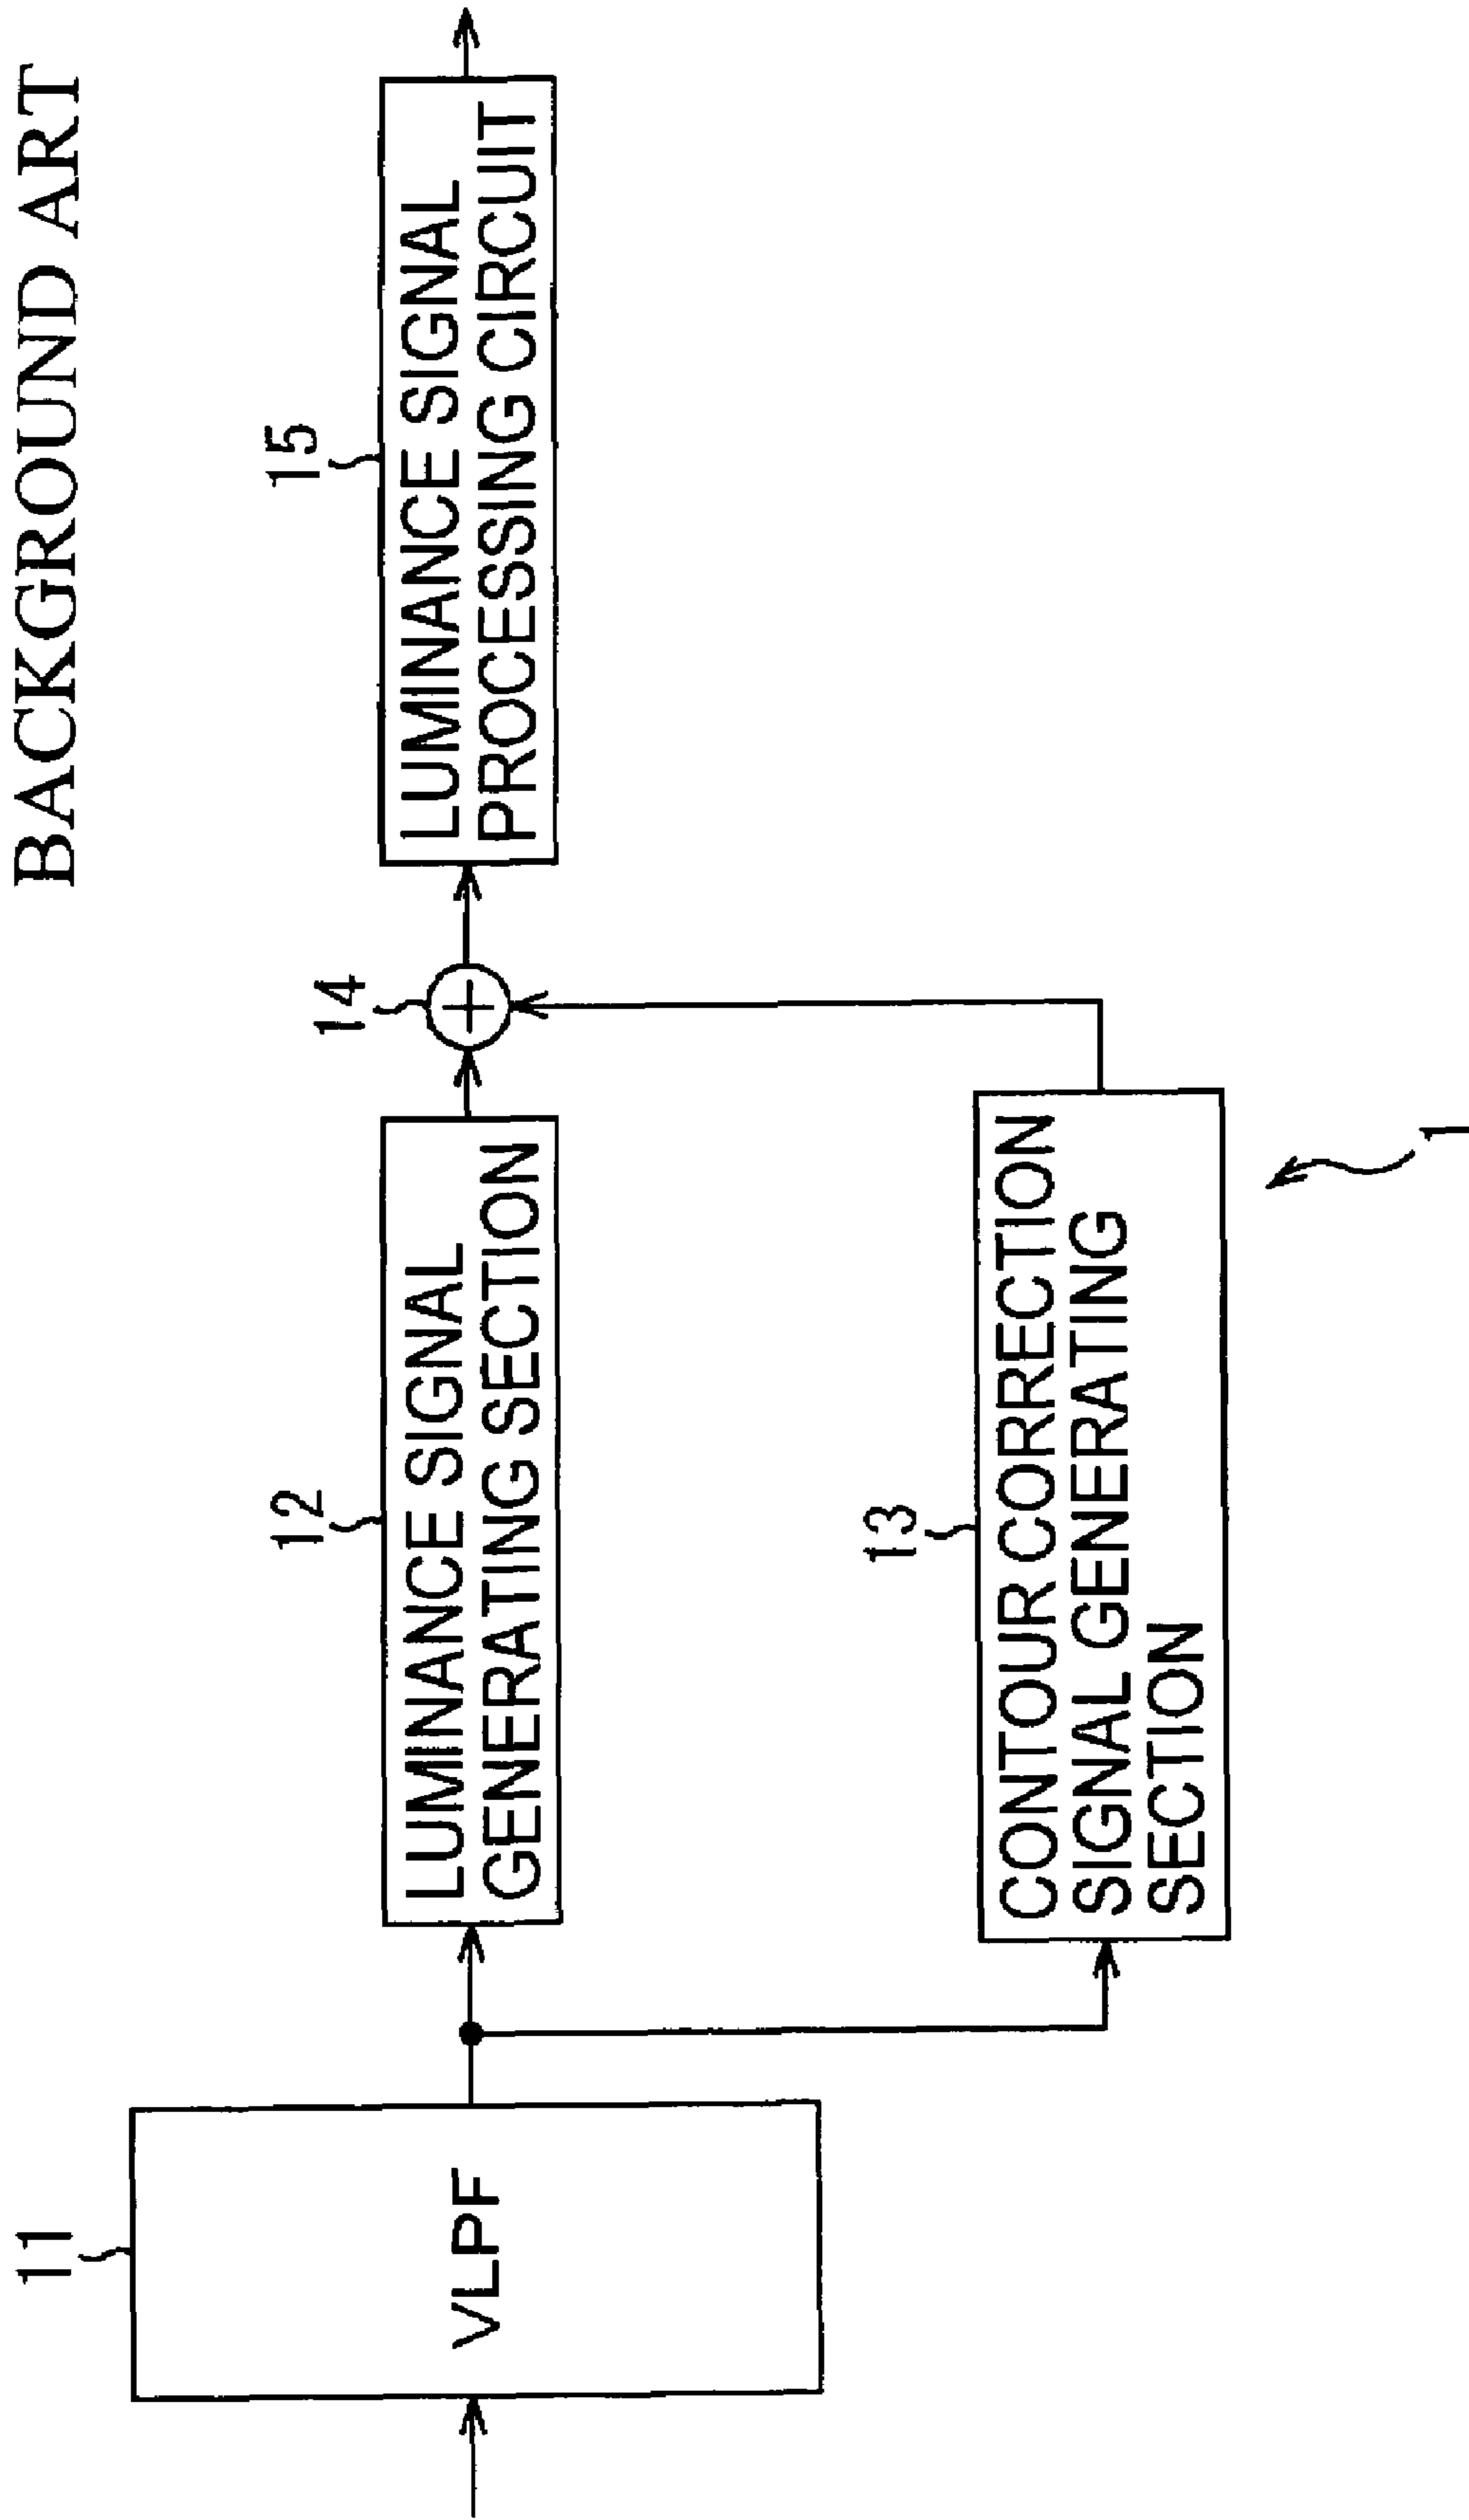 BACKGROUND ART
11
VLPF
12
LUMINANCE SIGNAL
GENERATING SECTION
14
15
LUMINANCE SIGNAL
PROCESSING CIRCUIT
13
CONTOUR CORRECTION
SIGNAL GENERATING
SECTION
1